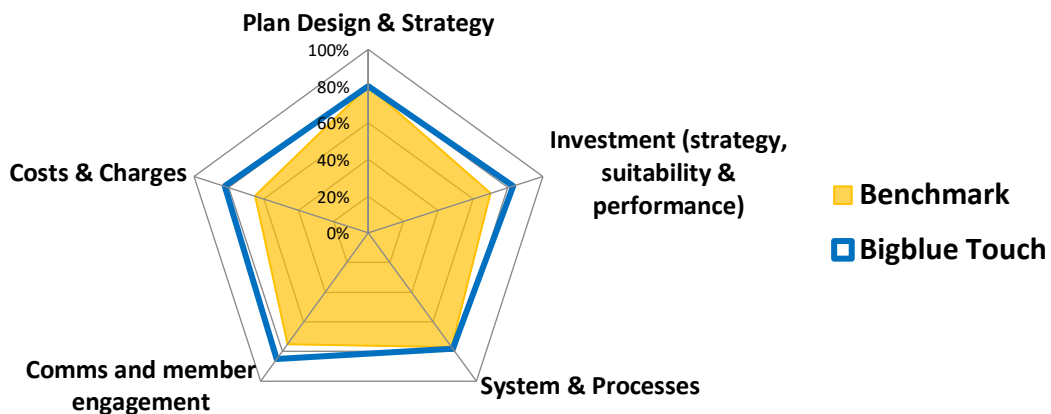 Plan Design & Strategy
100%
80%
60%
40%
20%
0%
Investment (strategy,
suitability &
performance)
System & Processes
Comms and member
engagement
Costs & Charges
Benchmark
Bigblue Touch